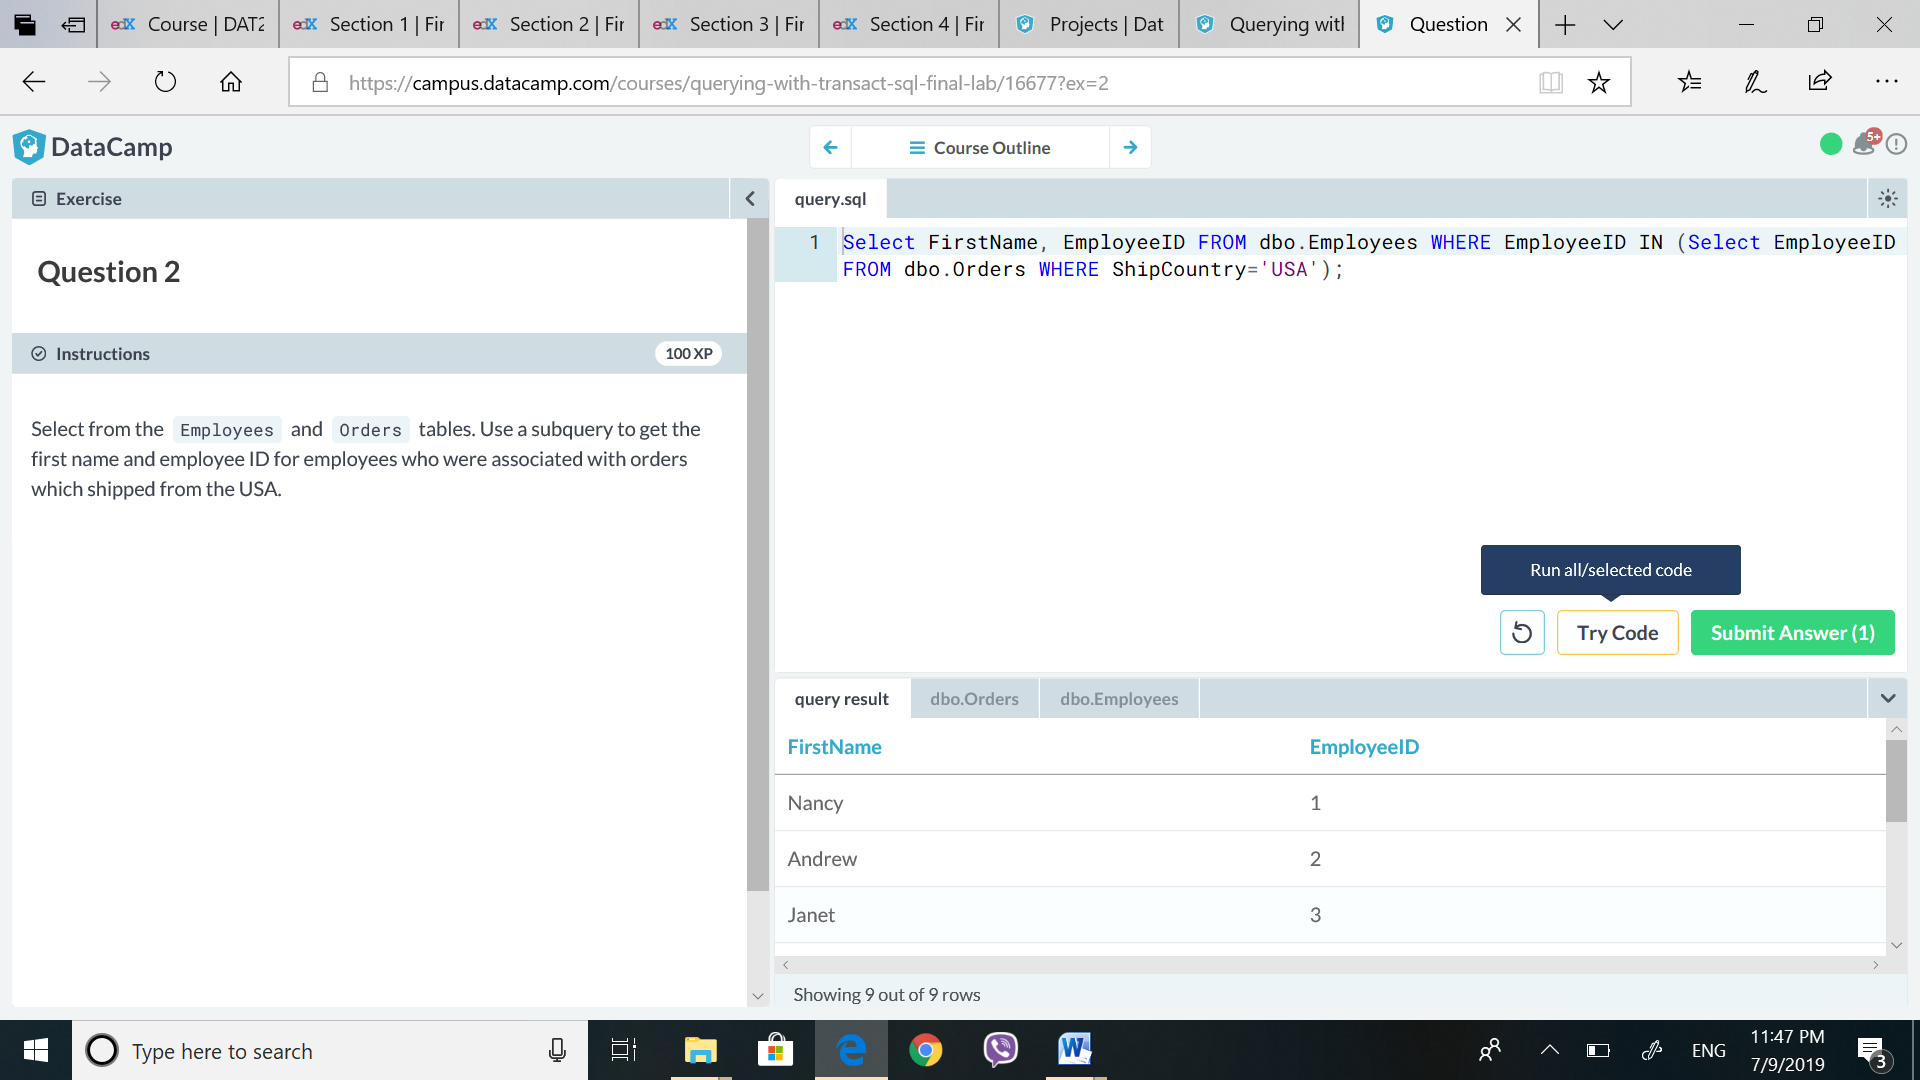 Course | DAT2
Section 1 | Fir
Section 2 | Fir
Section 3 | Fir
Section 4 | Fir
Projects | Dat
Querying with
Question
https://campus.datacamp.com/courses/querying-with-transact-sql-final-lab/16677?ex=2
DataCamp
Course Outline
5+
Exercise
Question 2
Instructions
100 XP
Select from the Employees and Orders tables. Use a subquery to get the
first name and employee ID for employees who were associated with orders
which shipped from the USA.
query.sql
1 Select FirstName, EmployeeID FROM dbo.Employees WHERE EmployeeID IN (Select EmployeeID
FROM dbo.Orders WHERE ShipCountry='USA');
Run all/selected code
Try Code
Submit Answer (1)
query result
dbo.Orders
dbo.Employees
FirstName EmployeeID
Nancy 1
Andrew 2
Janet 3
Showing 9 out of 9 rows
Type here to search
ENG
11:47 PM
7/9/2019
3